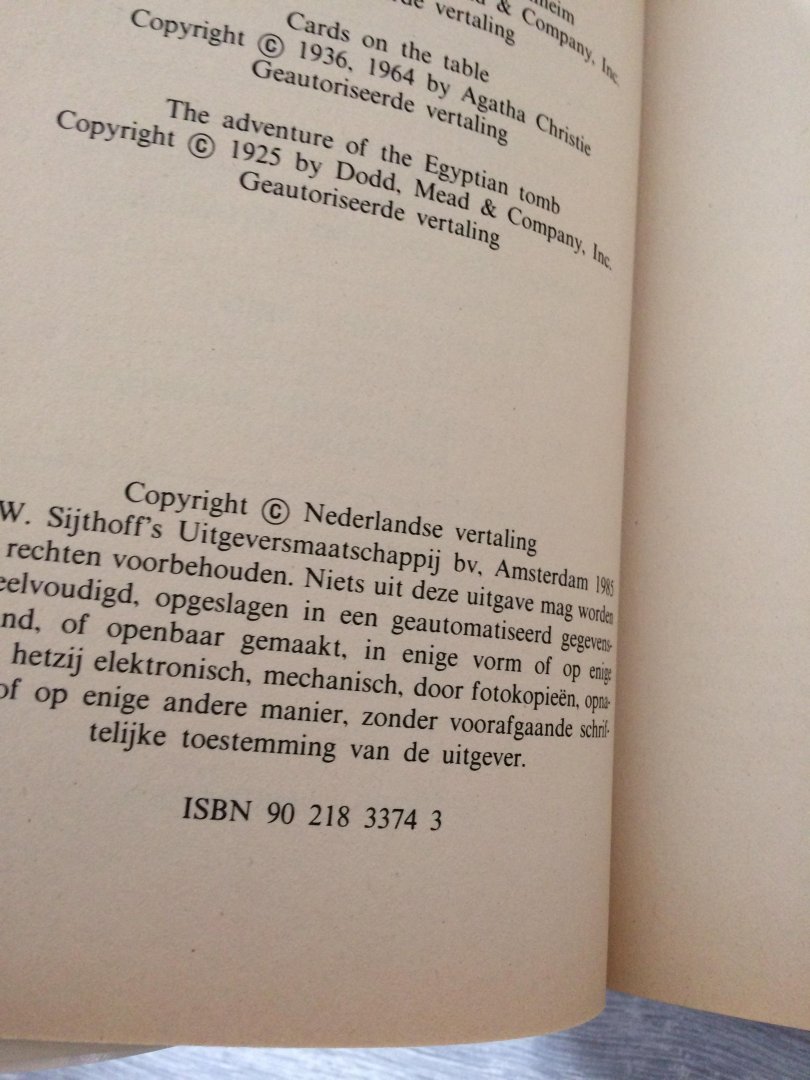 & Company, Inc.
vertaling
Cards on the table
Copyright © 1936, 1964 by Agatha Christie
Geautoriseerde vertaling
The adventure of the Egyptian tomb
Copyright © 1925 by Dodd, Mead & Company, Inc.
Geautoriseerde vertaling
Copyright © Nederlandse vertaling
W. Sijthoff's Uitgeversmaatschappij bv, Amsterdam 1985
rechten voorbehouden. Niets uit deze uitgave mag worden
eelvoudigd, opgeslagen in een geautomatiseerd gegevens-
nd, of openbaar gemaakt, in enige vorm of op enige
hetzij elektronisch, mechanisch, door fotokopieën, opna-
of op enige andere manier, zonder voorafgaande schrif-
telijke toestemming van de uitgever.
ISBN 90 218 3374 3